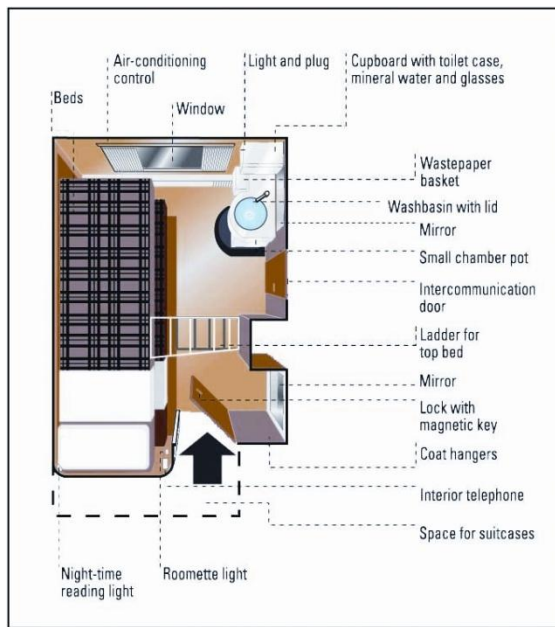 Air-conditioning
control
Light and plug
Cupboard with toilet case,
mineral water and glasses
Beds
Window
Wastepaper
basket
Washbasin with lid
Mirror
Small chamber pot
Intercommunication
door
Ladder for
top bed
Mirror
Lock with
magnetic key
Coat hangers
Interior telephone
Space for suitcases
Night-time
reading light
Roomette light